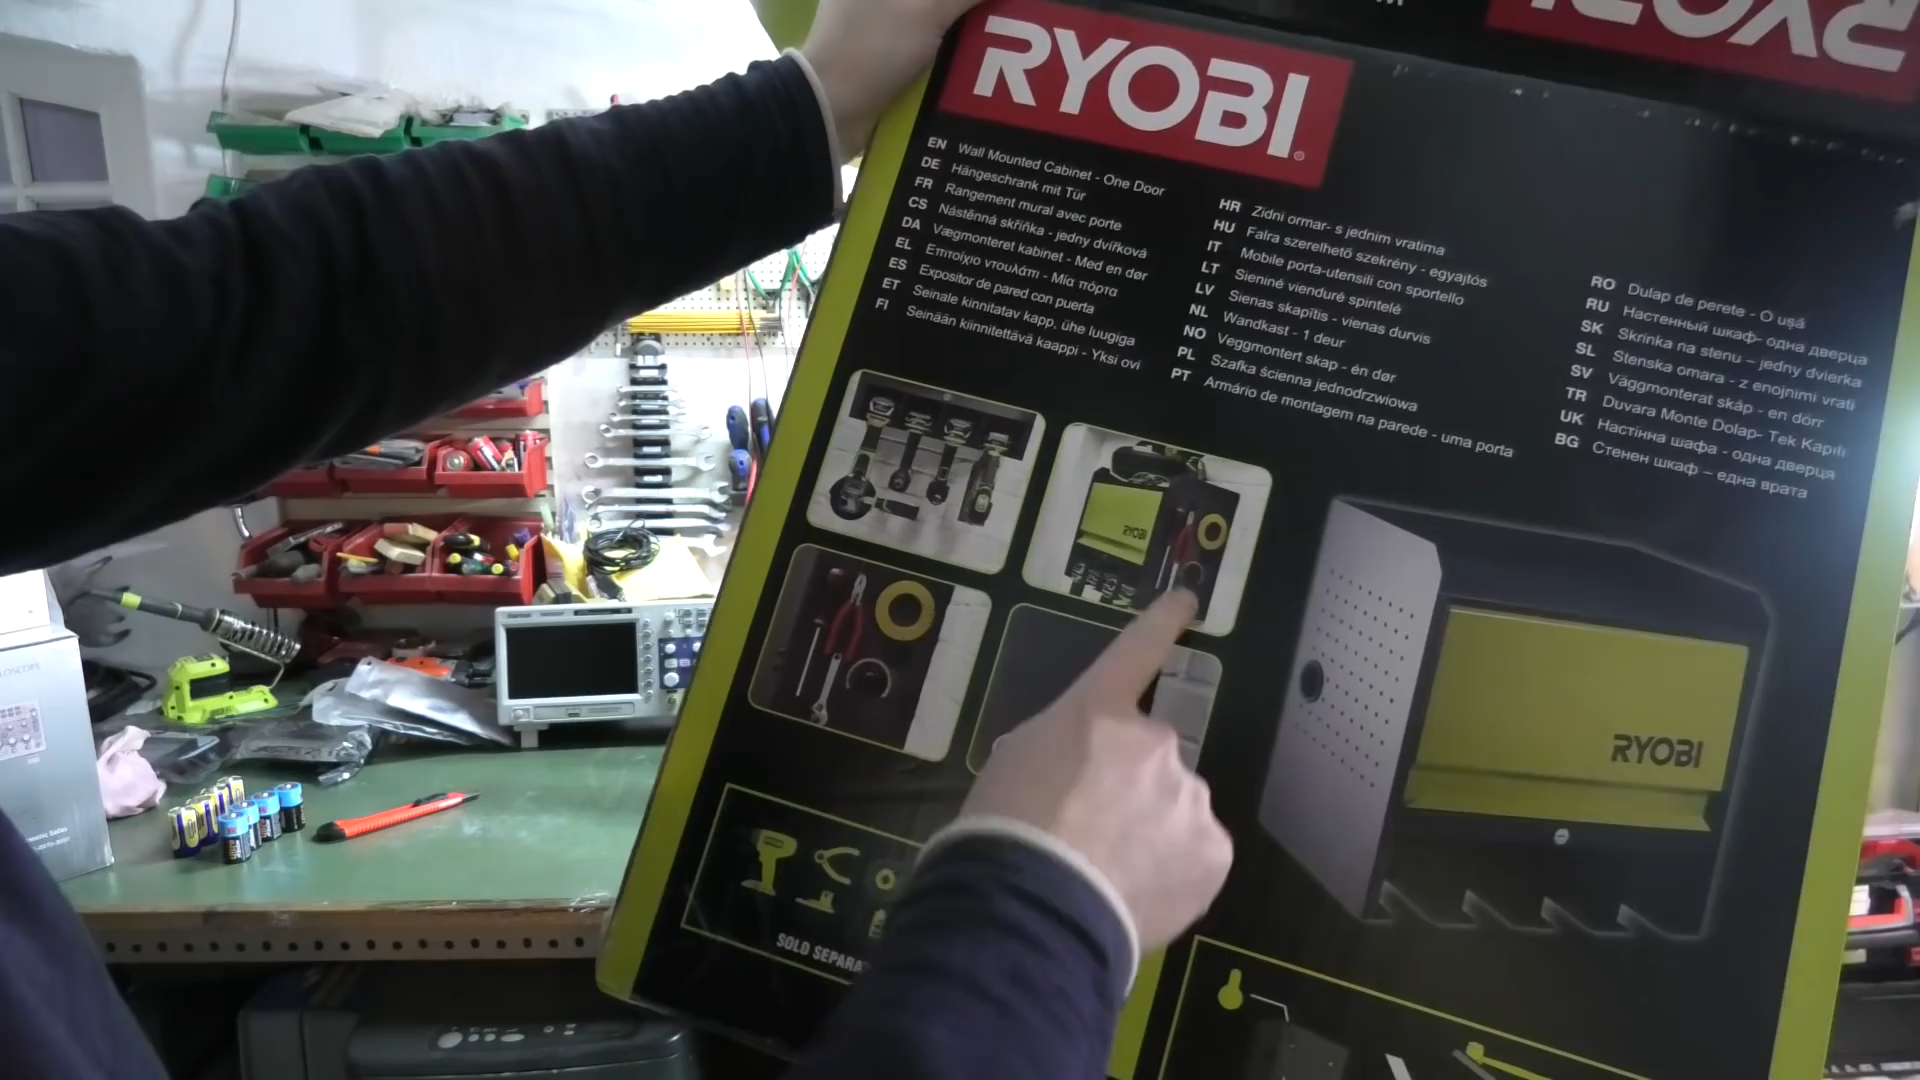 RYOBI
RYOBI
EN Wall Mounted Cabinet - One Door
DE Hängeschrank mit Tür
FR Rangement mural avec porte
CS Nástěnná skříňka - jedny dvířková
DA Vægmonteret kabinet - Med en dør
EL Επιτοίχιο ντουλάπι - Μία πόρτα
ES Expositor de pared con puerta
ET Seinale kinnitatav kapp, ühe luugiga
FI Seinään kiinnitettävä kaappi - Yksi ovi
HR Zidni ormar- s jednim vratima
HU Falra szerelhető szekrény - egyajtós
IT Mobile porta-utensili con sportello
LT Sieninė vienduré spintelė
LV Sienas skapītis - vienas durvis
NL Wandkast - 1 deur
NO Veggmontert skap - én dør
PL Szafka ścienna jednodrzwiowa
PT Armário de montagem na parede - uma porta
RO Dulap de perete - O uşă
RU Настенный шкаф- одна дверца
SK Skrinka na stenu – jedny dvierka
SL Stenska omara - z enojnimi vrati
SV Väggmonterat skåp - en dörr
TR Duvara Monte Dolap- Tek Kapılı
UK Настінна шафа - одна дверця
BG Стенен шкаф – една врата
RYOBI
RYOBI
SOLD SEPARA